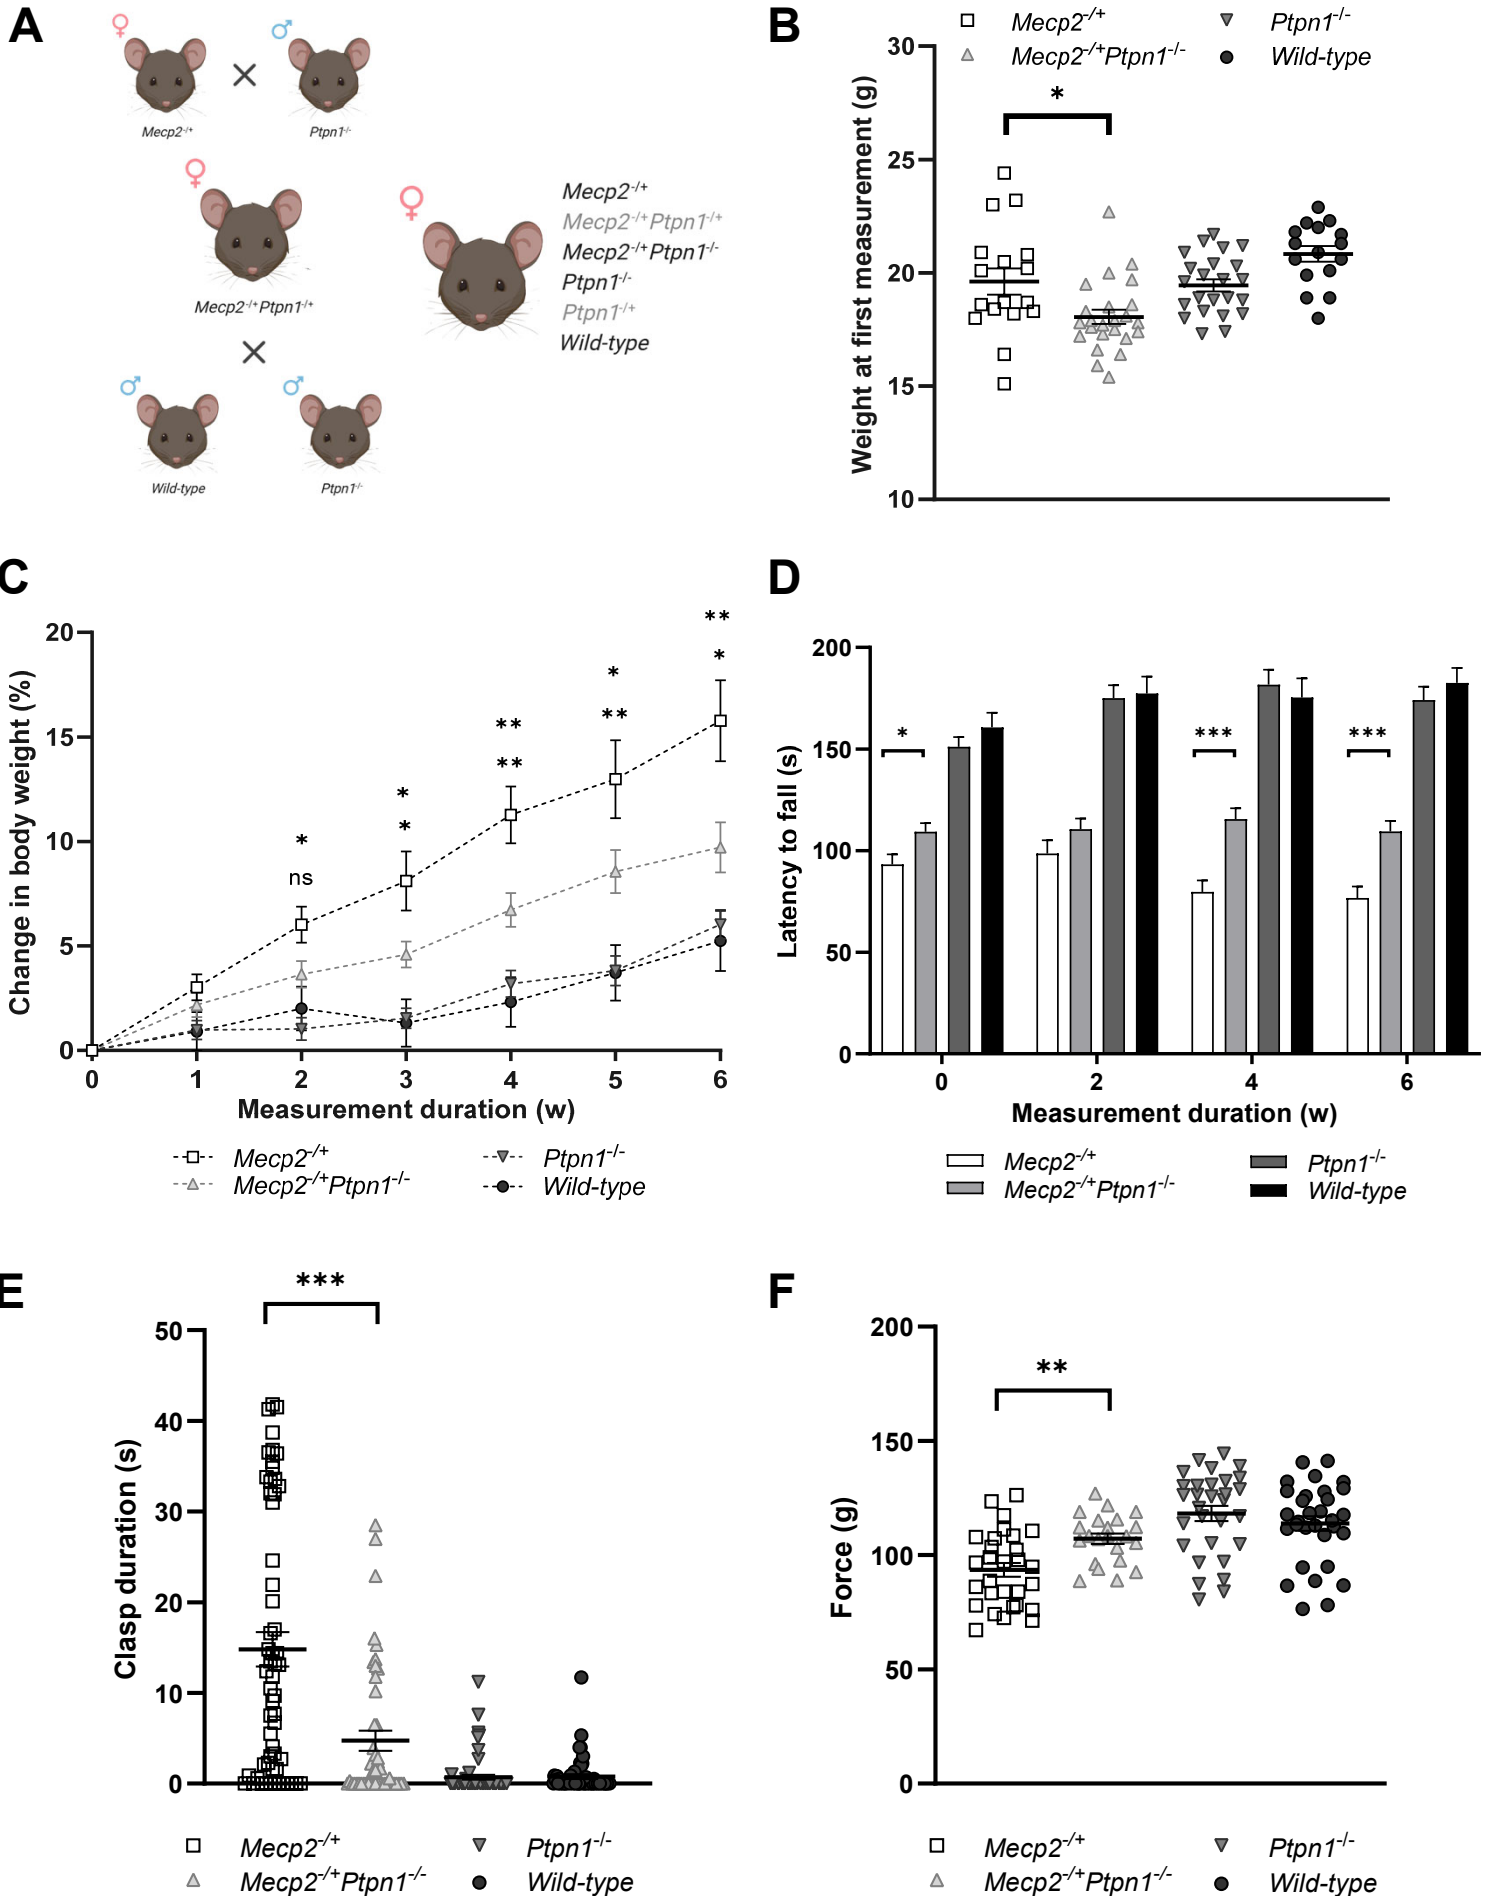 A
♀
♂
×
Mecp2-/+
Ptpn1-/-
♀
Mecp2-/+Ptpn1-/+
×
♂
♂
Wild-type
Ptpn1-/-
♀
Mecp2-/+
Mecp2-/+Ptpn1-/+
Mecp2-/+Ptpn1-/-
Ptpn1-/-
Ptpn1-/+
Wild-type
B
Mecp2-/+
Ptpn1-/-
Mecp2-/+Ptpn1-/-
Wild-type
Weight at first measurement (g)
30
25
20
15
10
*
C
Change in body weight (%)
20
15
10
5
0
*
ns
*
*
**
**
*
**
**
*
0 1 2 3 4 5 6
Measurement duration (w)
Mecp2-/+
Ptpn1-/-
Mecp2-/+Ptpn1-/-
Wild-type
D
Latency to fall (s)
200
150
100
50
0
* *** ***
0 2 4 6
Measurement duration (w)
Mecp2-/+
Ptpn1-/-
Mecp2-/+Ptpn1-/-
Wild-type
E
***
Clasp duration (s)
50
40
30
20
10
0
Mecp2-/+
Ptpn1-/-
Mecp2-/+Ptpn1-/-
Wild-type
F
**
Force (g)
200
150
100
50
0
Mecp2-/+
Ptpn1-/-
Mecp2-/+Ptpn1-/-
Wild-type